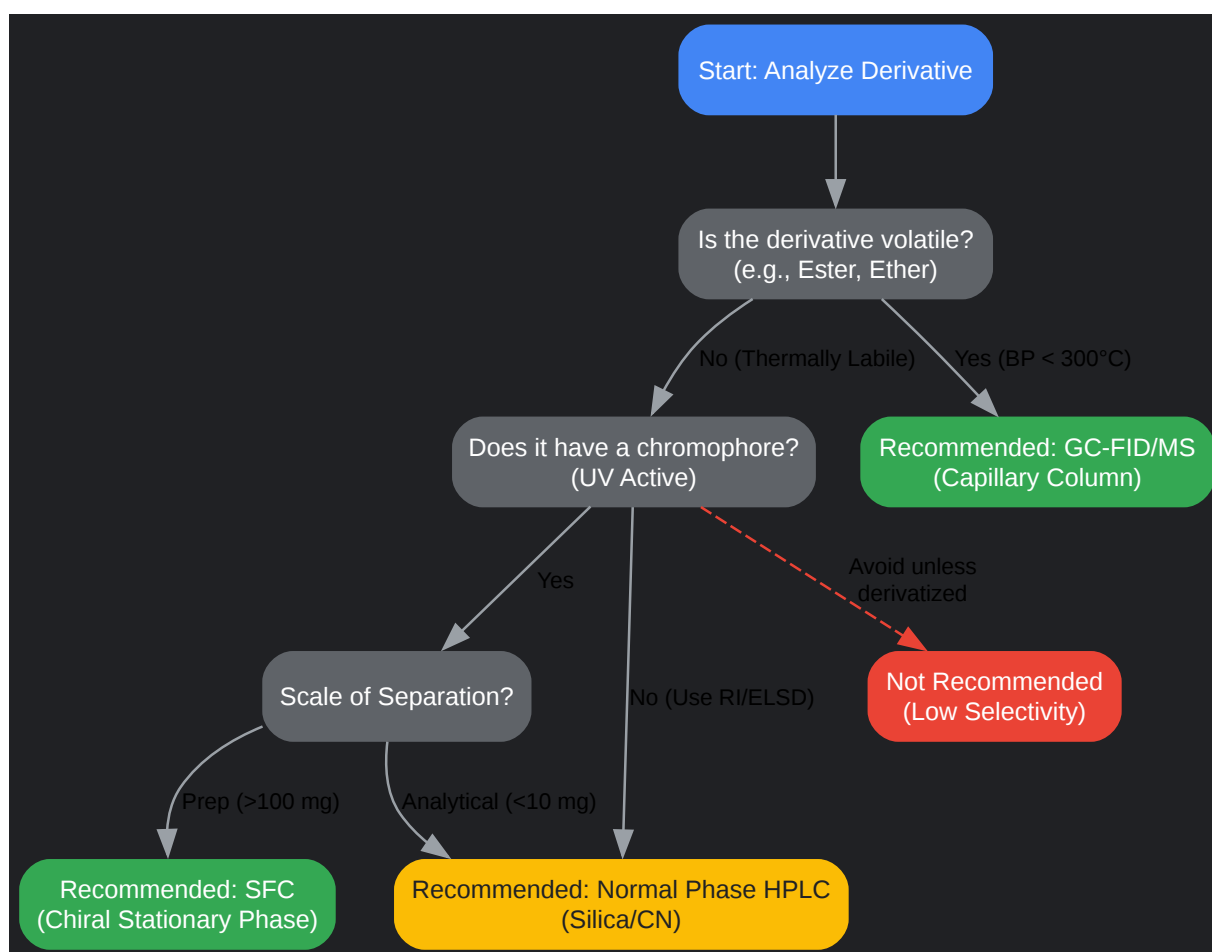 Start: Analyze Derivative
Is the derivative volatile?
(e.g., Ester, Ether)
No (Thermally Labile)
Yes (BP < 300°C)
Does it have a chromophore?
(UV Active)
Recommended: GC-FID/MS
(Capillary Column)
Yes
Avoid unless
derivatized
Scale of Separation?
No (Use RI/ELSD)
Not Recommended
(Low Selectivity)
Prep (>100 mg)
Analytical (<10 mg)
Recommended: SFC
(Chiral Stationary Phase)
Recommended: Normal Phase HPLC
(Silica/CN)